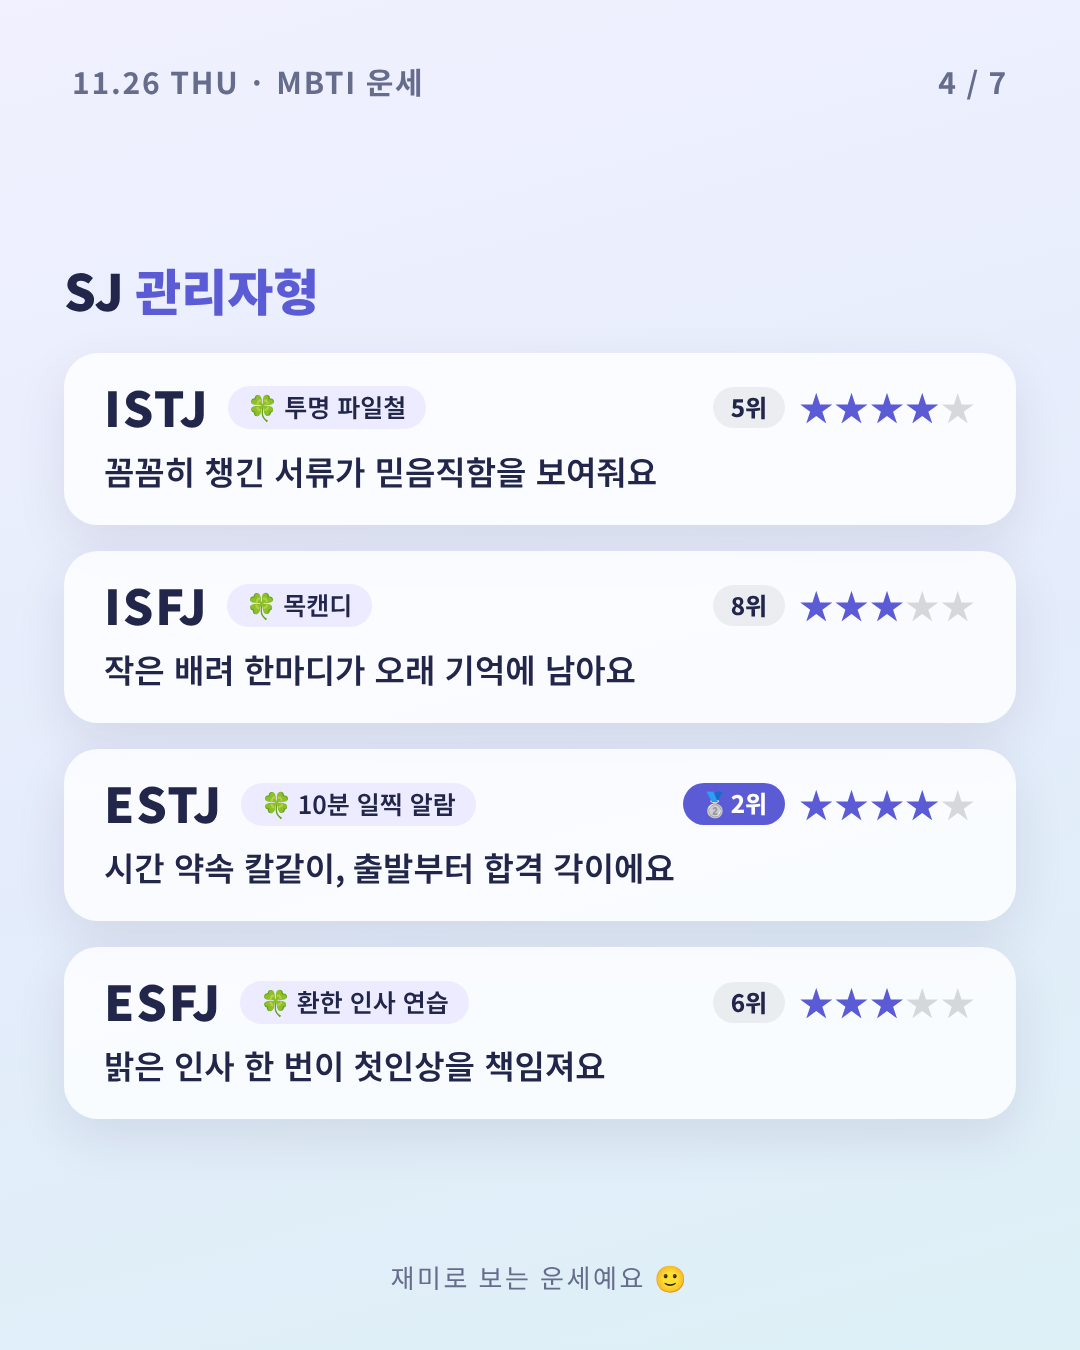 11.26 THU · MBTI 운세
4 / 7
SJ 관리자형
ISTJ 🍀 투명 파일철 5위 ★★★★★
꼼꼼히 챙긴 서류가 믿음직함을 보여줘요
ISFJ 🍀 목캔디 8위 ★★★★★
작은 배려 한마디가 오래 기억에 남아요
ESTJ 🍀 10분 일찍 알람 🥈 2위 ★★★★★
시간 약속 칼같이, 출발부터 합격 각이에요
ESFJ 🍀 환한 인사 연습 6위 ★★★★★
밝은 인사 한 번이 첫인상을 책임져요
재미로 보는 운세예요 🙂